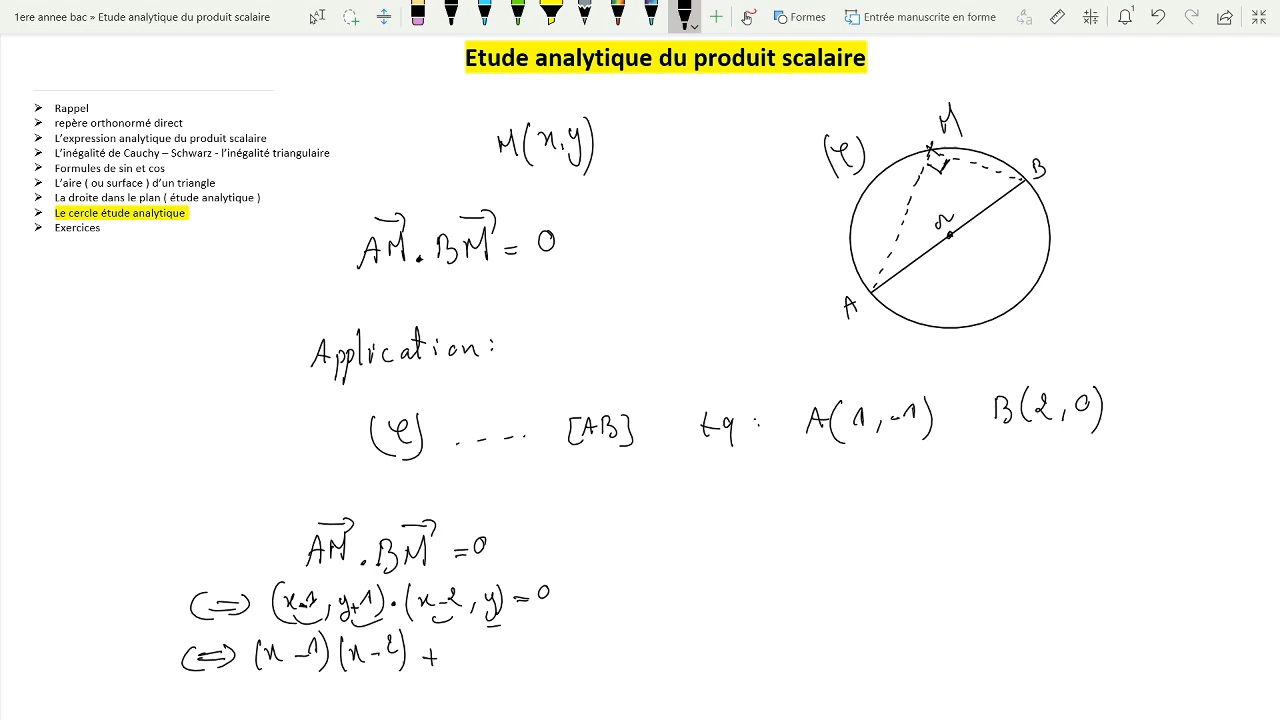 1ere annee bac » Etude analytique du produit scalaire
Formes
Entrée manuscrite en forme
Etude analytique du produit scalaire
Rappel
repère orthonormé direct
L'expression analytique du produit scalaire
L'inégalité de Cauchy – Schwarz - l'inégalité triangulaire
Formules de sin et cos
L'aire ( ou surface ) d'un triangle
La droite dans le plan ( étude analytique )
Le cercle étude analytique
Exercices
M(x,y)
(𝒞) M B Ω A
AM⃗ . BM⃗ = 0
Application :
(𝒞) ..... [AB] tq : A(1,-1) B(2,0)
AM⃗ . BM⃗ = 0
⟺ (x-1, y+1) . (x-2, y) = 0
⟺ (x-1)(x-2) +